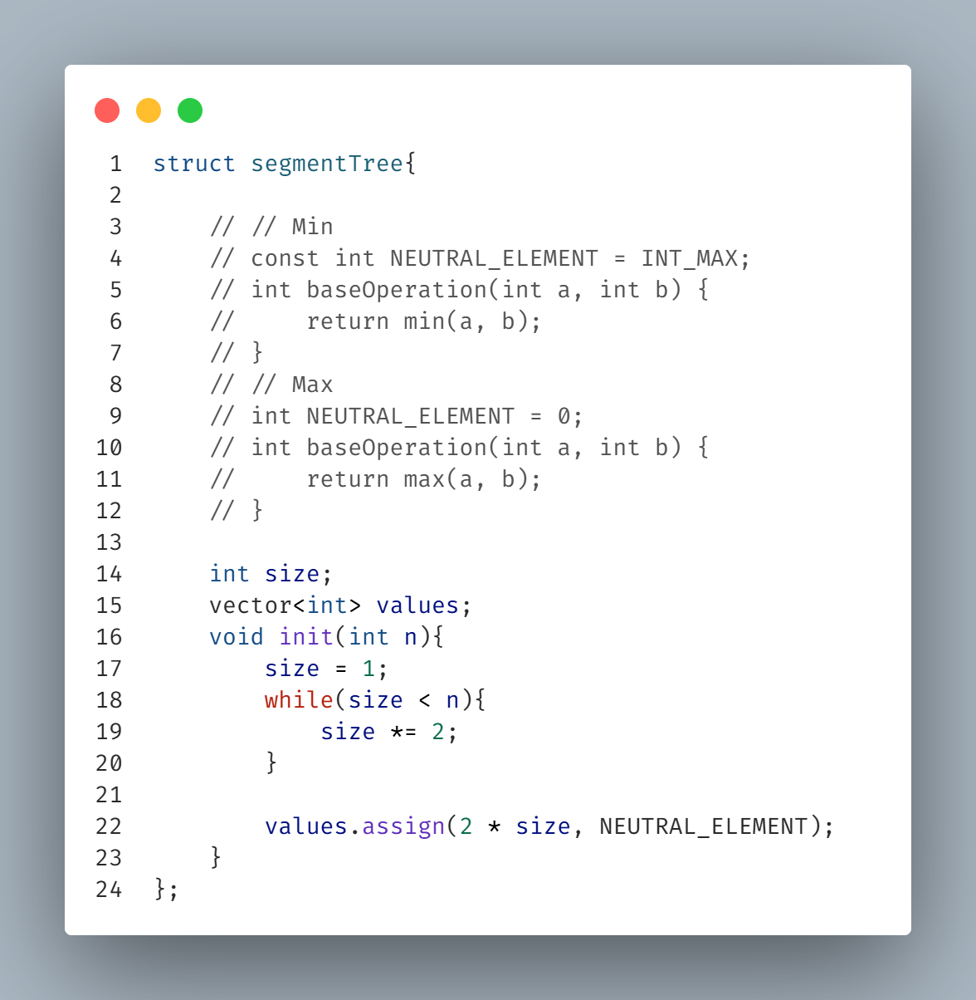 1 struct segmentTree{
2
3     // // Min
4     // const int NEUTRAL_ELEMENT = INT_MAX;
5     // int baseOperation(int a, int b) {
6     //     return min(a, b);
7     // }
8     // // Max
9     // int NEUTRAL_ELEMENT = 0;
10     // int baseOperation(int a, int b) {
11     //     return max(a, b);
12     // }
13
14     int size;
15     vector<int> values;
16     void init(int n){
17         size = 1;
18         while(size < n){
19             size *= 2;
20         }
21
22         values.assign(2 * size, NEUTRAL_ELEMENT);
23     }
24 };